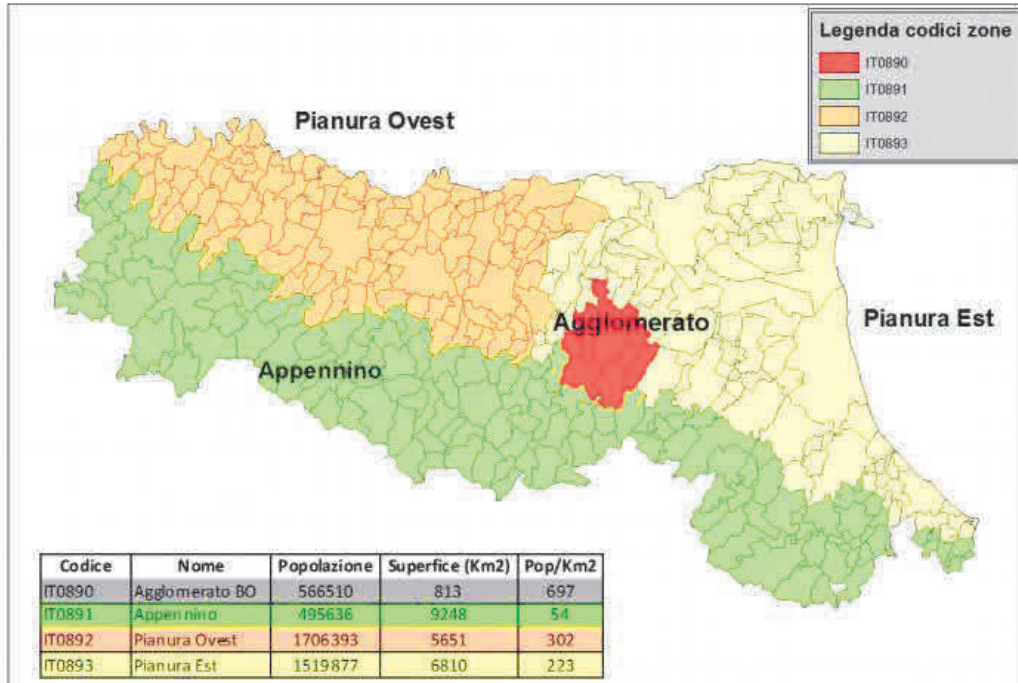 Legenda codici zone
IT0890
IT0891
IT0892
IT0893
Pianura Ovest
Agglomerato
Pianura Est
Appennino
Codice Nome Popolazione Superfice (Km2) Pop/Km2
IT0890 Agglomerato BO 566510 813 697
IT0891 Appennino 495636 9248 54
IT0892 Pianura Ovest 1706393 5651 302
IT0893 Pianura Est 1519877 6810 223